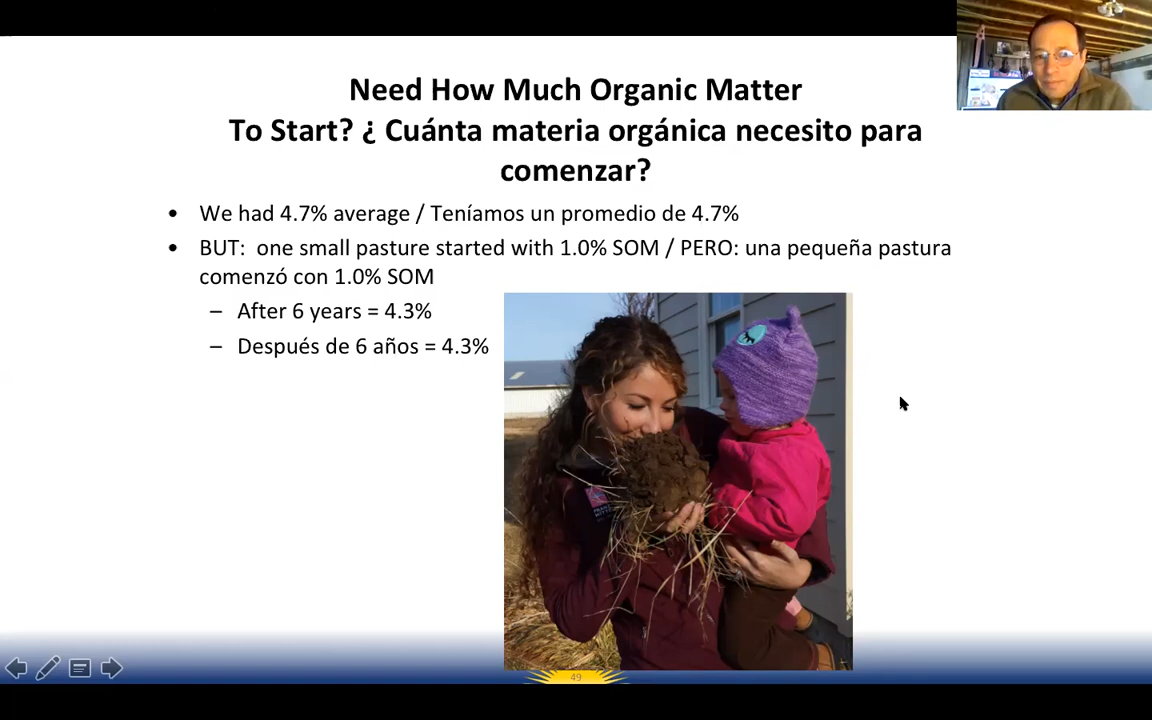 Need How Much Organic Matter
To Start? ¿ Cuánta materia orgánica necesito para
comenzar?
• We had 4.7% average / Teníamos un promedio de 4.7%
• BUT:  one small pasture started with 1.0% SOM / PERO: una pequeña pastura
comenzó con 1.0% SOM
– After 6 years = 4.3%
– Después de 6 años = 4.3%
49